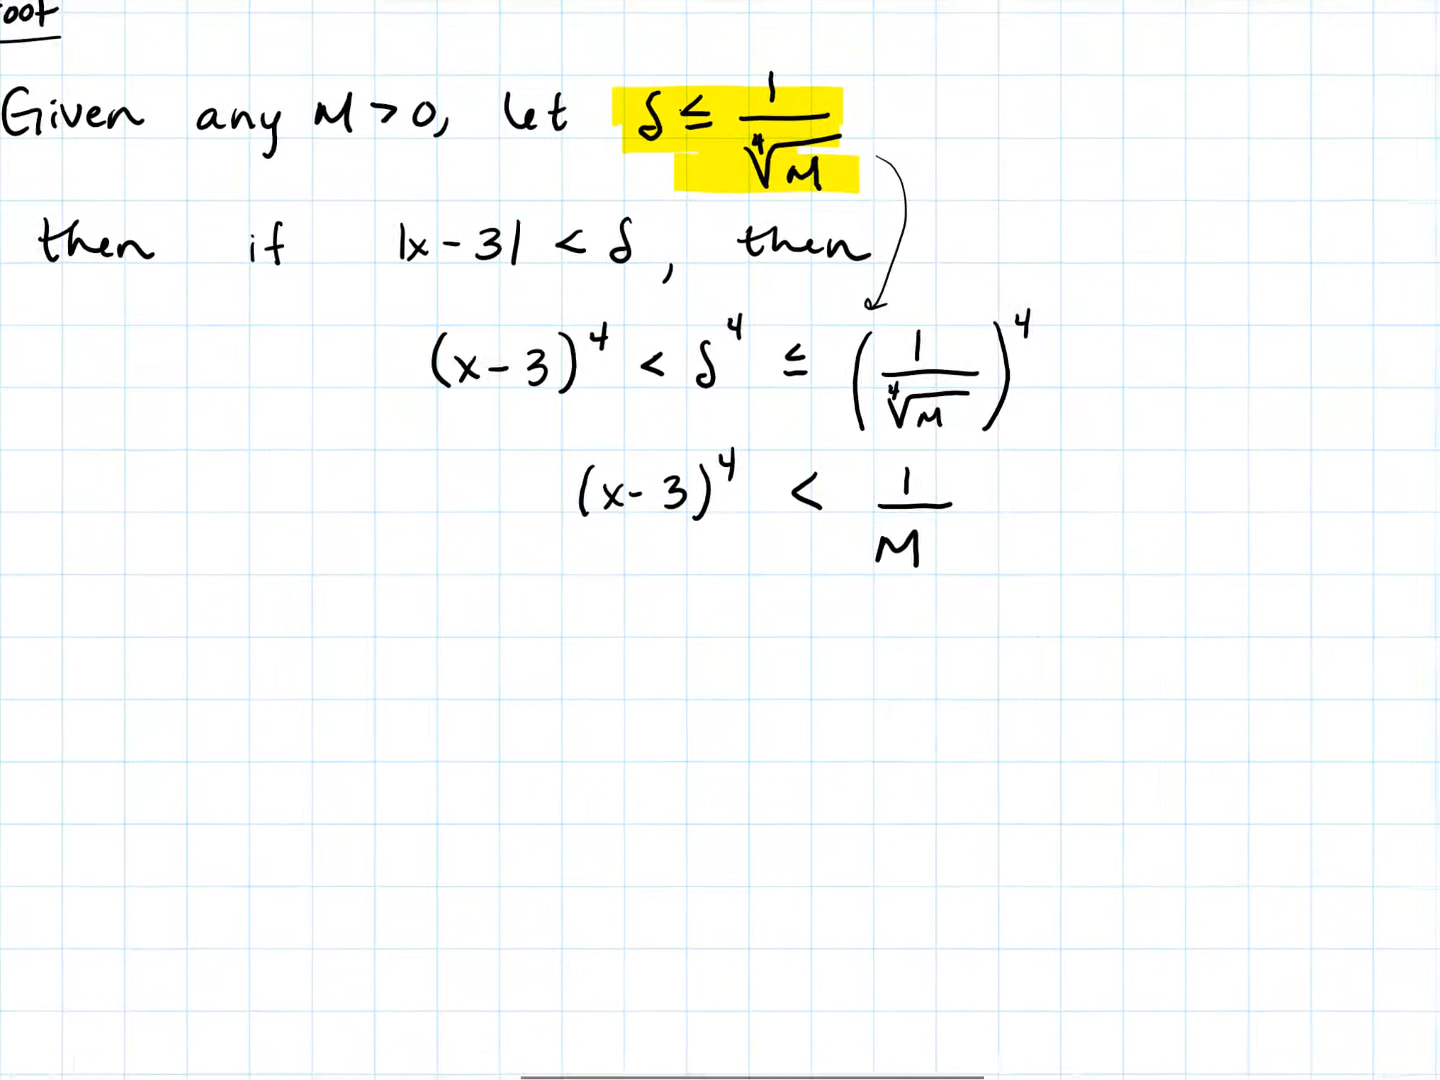 Given any M > 0, let δ ≤ 1/∜M
then if |x - 3| < δ, then
(x - 3)⁴ < δ⁴ ≤ (1/∜M)⁴
(x - 3)⁴ < 1/M